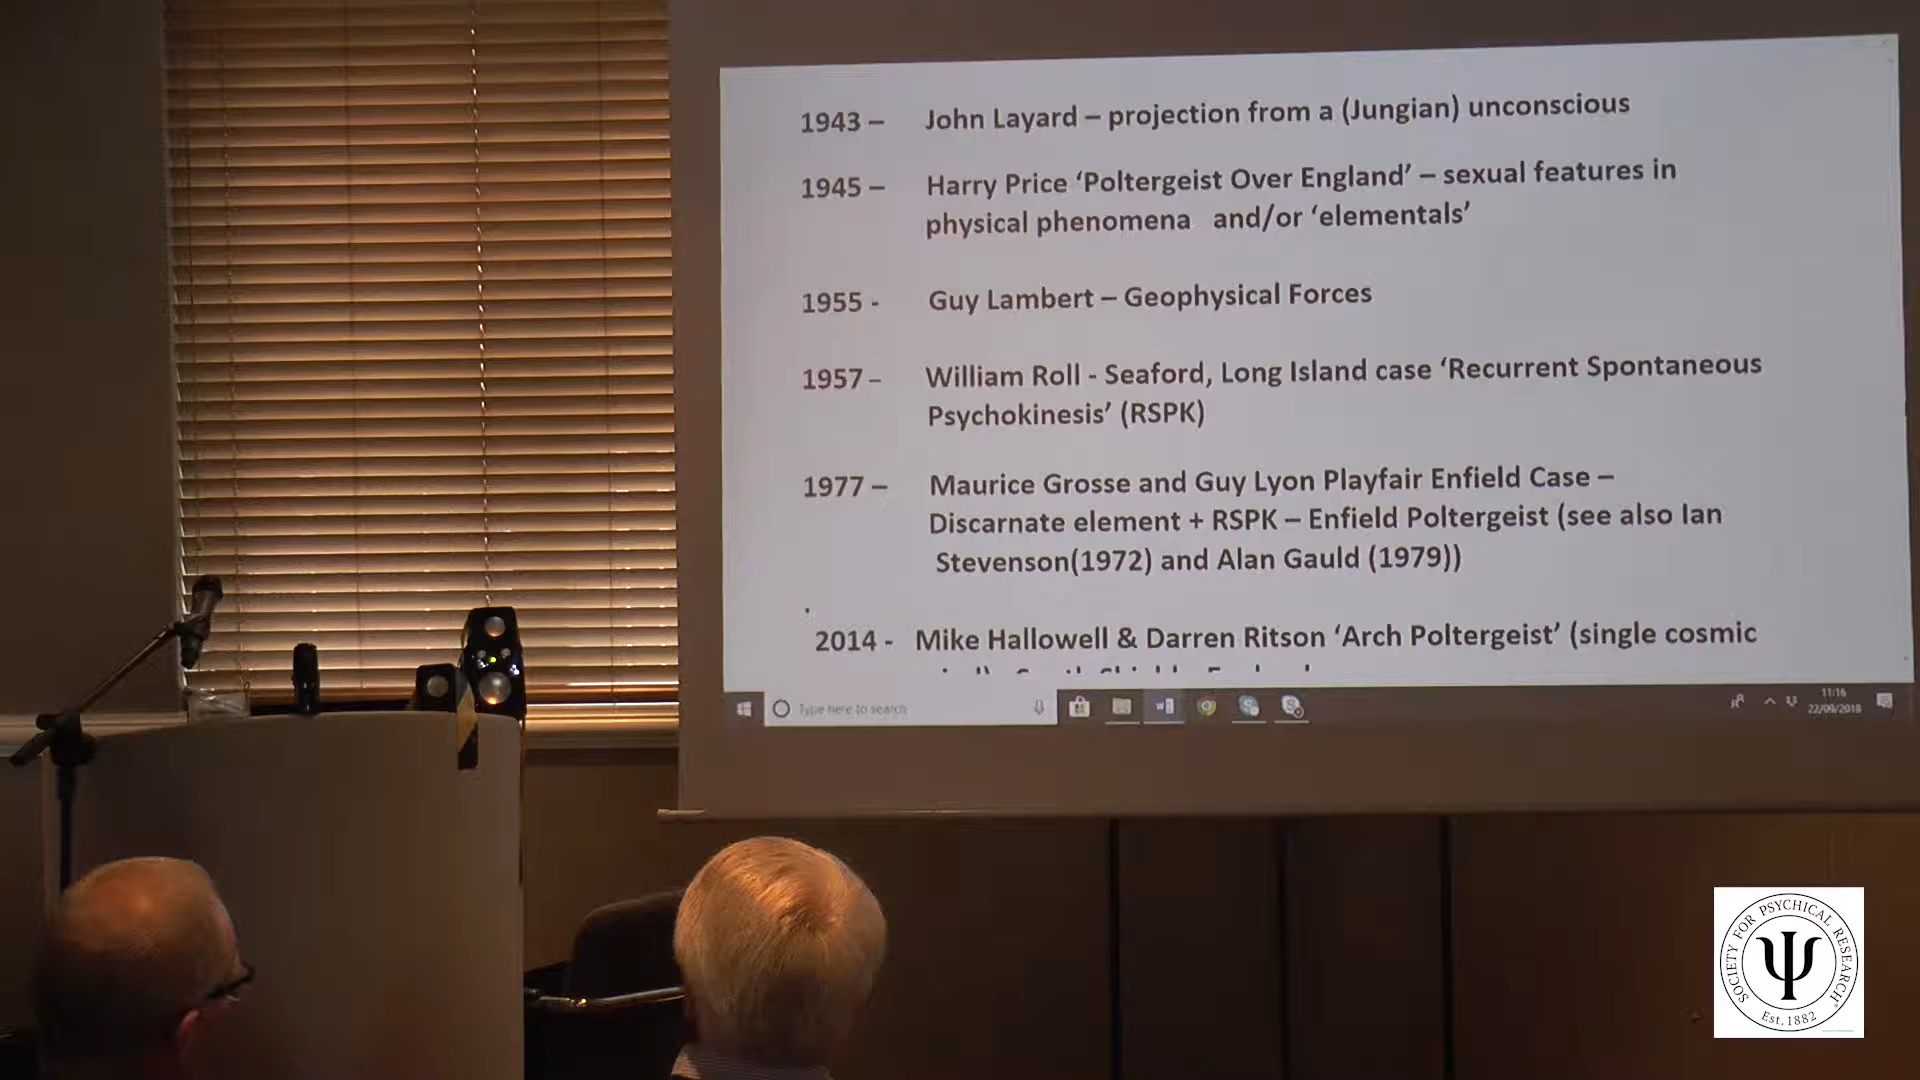 1943 – John Layard – projection from a (Jungian) unconscious
1945 – Harry Price ‘Poltergeist Over England’ – sexual features in
physical phenomena and/or ‘elementals’
1955 - Guy Lambert – Geophysical Forces
1957 – William Roll - Seaford, Long Island case ‘Recurrent Spontaneous
Psychokinesis’ (RSPK)
1977 – Maurice Grosse and Guy Lyon Playfair Enfield Case –
Discarnate element + RSPK – Enfield Poltergeist (see also Ian
Stevenson(1972) and Alan Gauld (1979))
.
2014 - Mike Hallowell & Darren Ritson ‘Arch Poltergeist’ (single cosmic
Type here to search
11:16
22/09/2018
SOCIETY FOR PSYCHICAL RESEARCH
Est. 1882